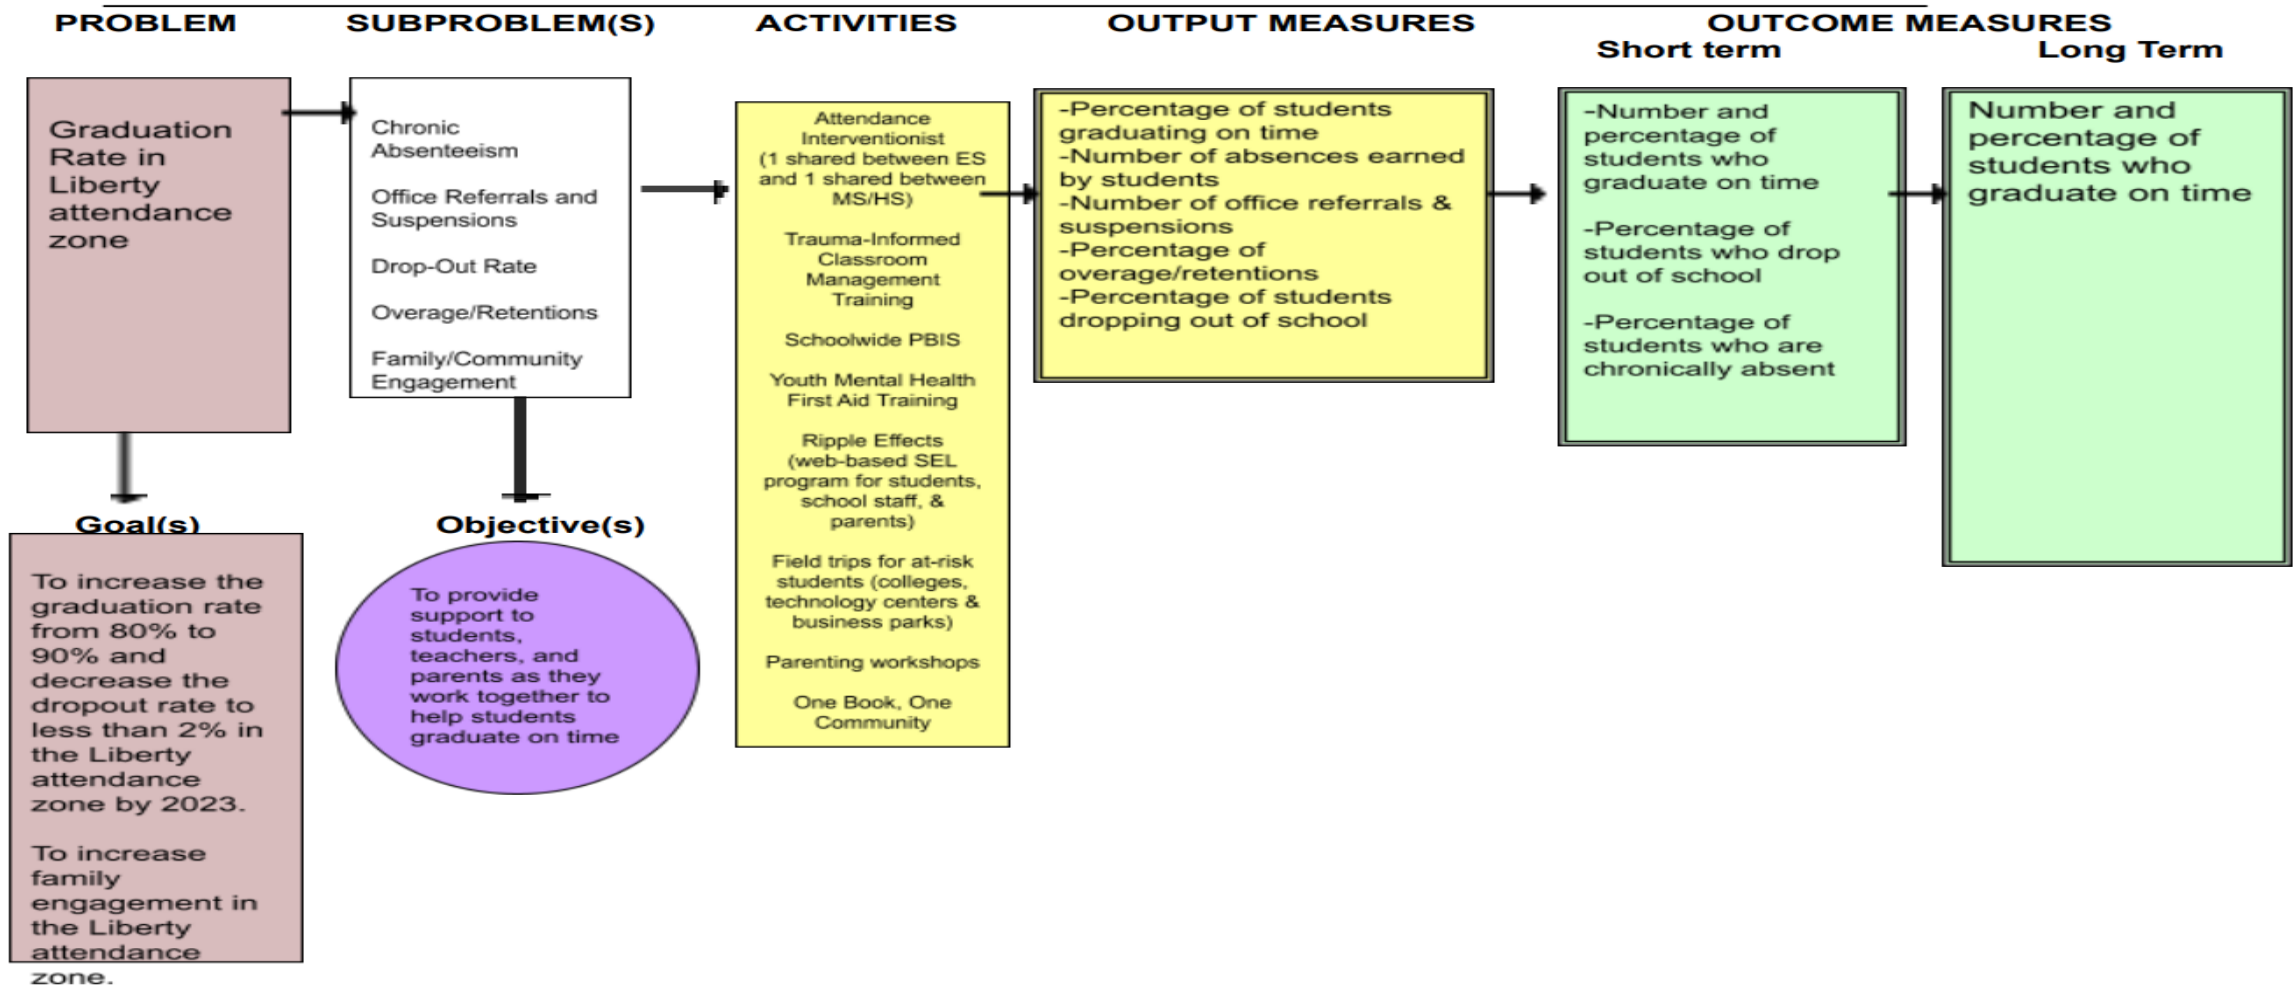 PROBLEM
SUBPROBLEM(S)
ACTIVITIES
OUTPUT MEASURES
OUTCOME MEASURES
Short term
Long Term
Graduation
Rate in
Liberty
attendance
zone
Chronic
Absenteeism
Office Referrals and
Suspensions
Drop-Out Rate
Overage/Retentions
Family/Community
Engagement
Attendance
Interventionist
(1 shared between ES
and 1 shared between
MS/HS)
Trauma-Informed
Classroom
Management
Training
Schoolwide PBIS
Youth Mental Health
First Aid Training
Ripple Effects
(web-based SEL
program for students,
school staff, &
parents)
Field trips for at-risk
students (colleges,
technology centers &
business parks)
Parenting workshops
One Book, One
Community
-Percentage of students
graduating on time
-Number of absences earned
by students
-Number of office referrals &
suspensions
-Percentage of
overage/retentions
-Percentage of students
dropping out of school
-Number and
percentage of
students who
graduate on time
-Percentage of
students who drop
out of school
-Percentage of
students who are
chronically absent
Number and
percentage of
students who
graduate on time
Goal(s)
To increase the
graduation rate
from 80% to
90% and
decrease the
dropout rate to
less than 2% in
the Liberty
attendance
zone by 2023.
To increase
family
engagement in
the Liberty
attendance
zone.
Objective(s)
To provide
support to
students,
teachers, and
parents as they
work together to
help students
graduate on time